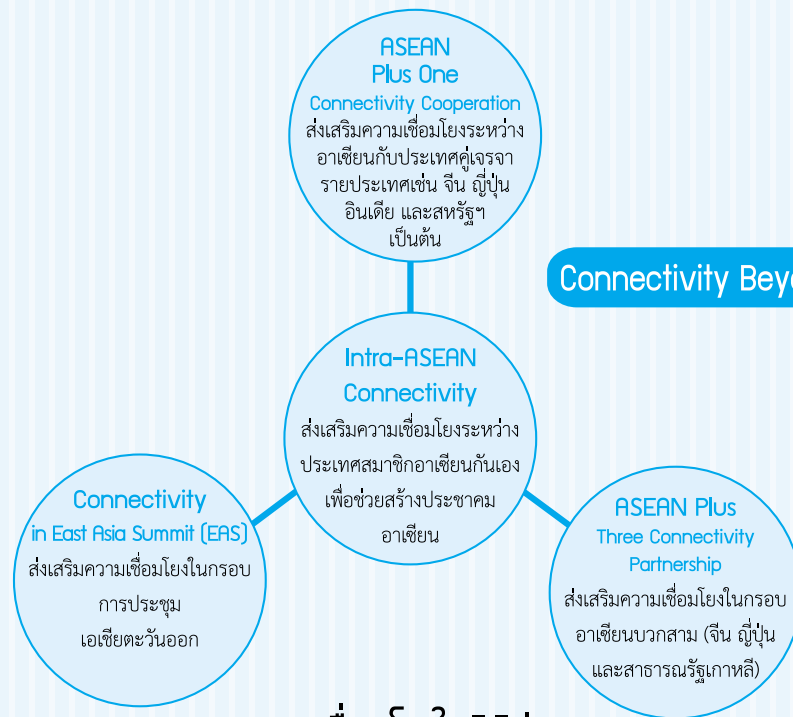 ASEAN
Plus One
Connectivity Cooperation
ส่งเสริมความเชื่อมโยงระหว่าง
อาเซียนกับประเทศคู่เจรจา
รายประเทศเช่น จีน ญี่ปุ่น
อินเดีย และสหรัฐฯ
เป็นต้น
Connectivity
Intra-ASEAN
Connectivity
ส่งเสริมความเชื่อมโยงระหว่าง
ประเทศสมาชิกอาเซียนกันเอง
เพื่อช่วยสร้างประชาคม
อาเซียน
Connectivity
in East Asia Summit (EAS)
ส่งเสริมความเชื่อมโยงในกรอบ
การประชุม
เอเชียตะวันออก
ASEAN Plus
Three Connectivity
Partnership
ส่งเสริมความเชื่อมโยงในกรอบ
อาเซียนบวกสาม (จีน ญี่ปุ่น
และสาธารณรัฐเกาหลี)